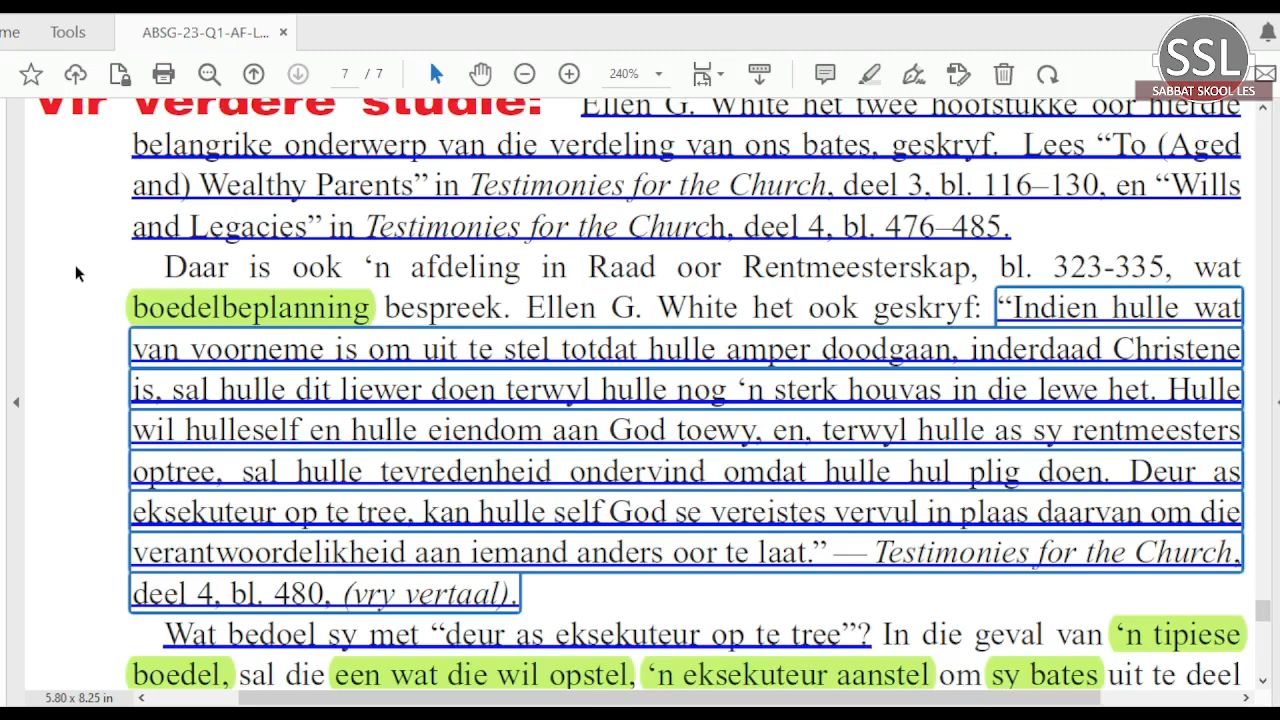 me Tools ABSG-23-Q1-AF-L... ×
SSL
SABBAT SKOOL LES
7 / 7 240%
Vir verdere studie: Ellen G. White het twee hoofstukke oor hierdie
belangrike onderwerp van die verdeling van ons bates, geskryf. Lees “To (Aged
and) Wealthy Parents” in Testimonies for the Church, deel 3, bl. 116–130, en “Wills
and Legacies” in Testimonies for the Church, deel 4, bl. 476–485.
Daar is ook ‘n afdeling in Raad oor Rentmeesterskap, bl. 323-335, wat
boedelbeplanning bespreek. Ellen G. White het ook geskryf: “Indien hulle wat
van voorneme is om uit te stel totdat hulle amper doodgaan, inderdaad Christene
is, sal hulle dit liewer doen terwyl hulle nog ‘n sterk houvas in die lewe het. Hulle
wil hulleself en hulle eiendom aan God toewy, en, terwyl hulle as sy rentmeesters
optree, sal hulle tevredenheid ondervind omdat hulle hul plig doen. Deur as
eksekuteur op te tree, kan hulle self God se vereistes vervul in plaas daarvan om die
verantwoordelikheid aan iemand anders oor te laat.” — Testimonies for the Church,
deel 4, bl. 480, (vry vertaal).
Wat bedoel sy met “deur as eksekuteur op te tree”? In die geval van ‘n tipiese
boedel, sal die een wat die wil opstel, ‘n eksekuteur aanstel om sy bates uit te deel
5.80 x 8.25 in